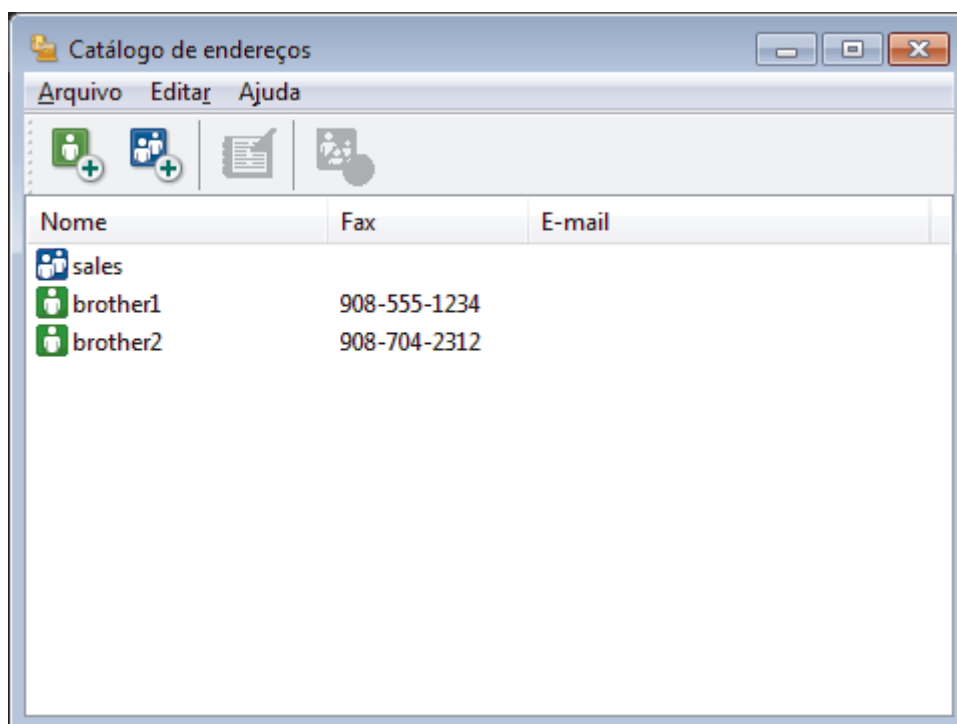 Catálogo de endereços
Arquivo Editar Ajuda
Nome Fax E-mail
sales
brother1 908-555-1234
brother2 908-704-2312